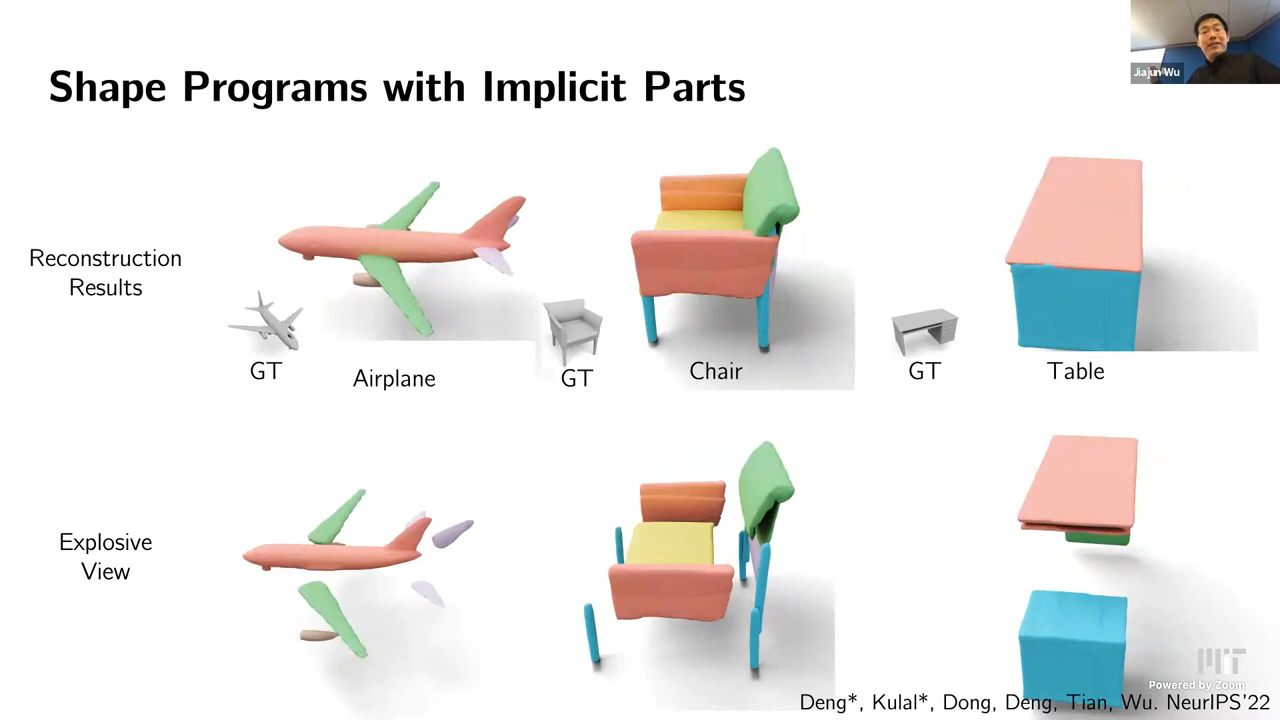 Jiajun Wu
Shape Programs with Implicit Parts
Reconstruction
Results
GT
Airplane
GT
Chair
GT
Table
Explosive
View
MIT
Powered by Zoom
Deng*, Kulal*, Dong, Deng, Tian, Wu. NeurIPS'22